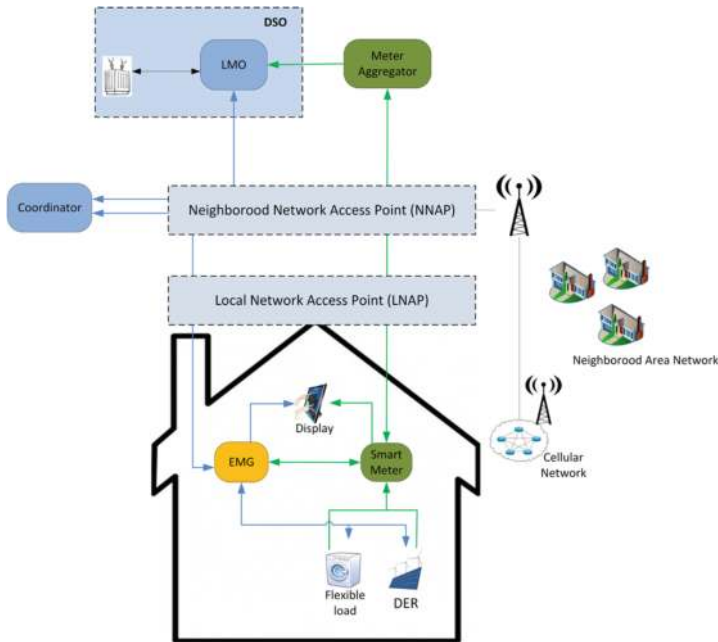 DSO
LMO
Meter
Aggregator
Coordinator
Neighborood Network Access Point (NNAP)
Local Network Access Point (LNAP)
Neighborood Area Network
Display
EMG
Smart
Meter
Cellular
Network
Flexible
load
DER